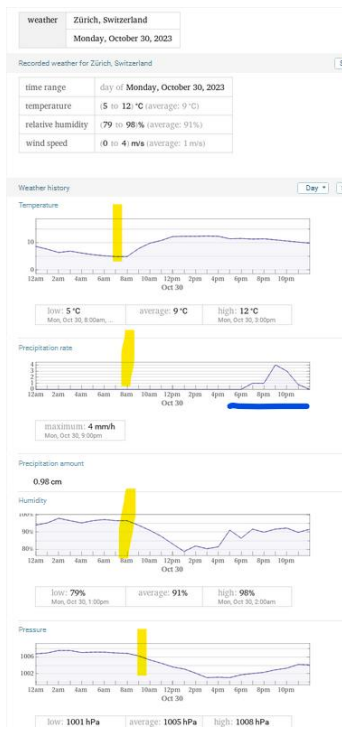 weather Zürich, Switzerland
Monday, October 30, 2023
Recorded weather for Zürich, Switzerland
time range day of Monday, October 30, 2023
temperature (5 to 12) °C (average: 9 °C)
relative humidity (79 to 98)% (average: 91%)
wind speed (0 to 4) m/s (average: 1 m/s)
Weather history Day
Temperature
10
0
12am 2am 4am 6am 7pm 8am 10am 12pm 2pm 4pm 6pm 8pm 10pm
Oct 30
low: 5 °C average: 9 °C high: 12 °C
Mon, Oct 30, 8:00am, ... Mon, Oct 30, 3:00pm
Precipitation rate
4
3
2
1
0
12am 2am 4am 6am 8am 10am 12pm 2pm 4pm 6pm 8pm 10pm
Oct 30
maximum: 4 mm/h
Mon, Oct 30, 9:00pm
Precipitation amount
0.98 cm
Humidity
100%
90%
80%
12am 2am 4am 6am 8am 10am 12pm 2pm 4pm 6pm 8pm 10pm
Oct 30
low: 79% average: 91% high: 98%
Mon, Oct 30, 1:00pm Mon, Oct 30, 2:00am
Pressure
1006
1002
12am 2am 4am 6am 8am 10am 12pm 2pm 4pm 6pm 8pm 10pm
Oct 30
low: 1001 hPa average: 1005 hPa high: 1008 hPa